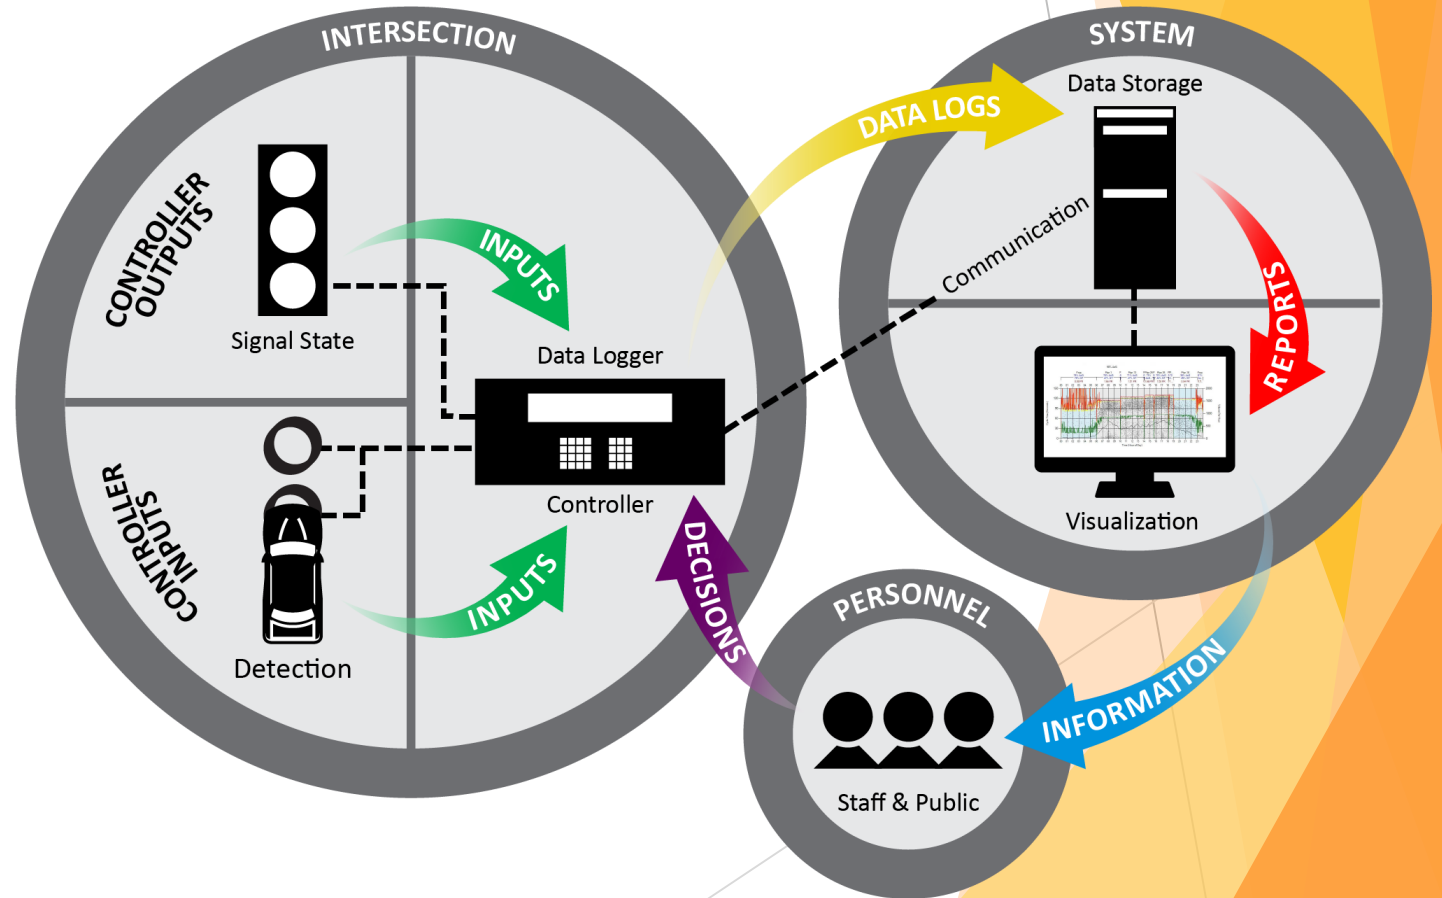 INTERSECTION
CONTROLLER
OUTPUTS
Signal State
INPUTS
Data Logger
Controller
CONTROLLER
INPUTS
Detection
INPUTS
DATA LOGS
Communication
SYSTEM
Data Storage
REPORTS
Visualization
INFORMATION
PERSONNEL
Staff & Public
DECISIONS